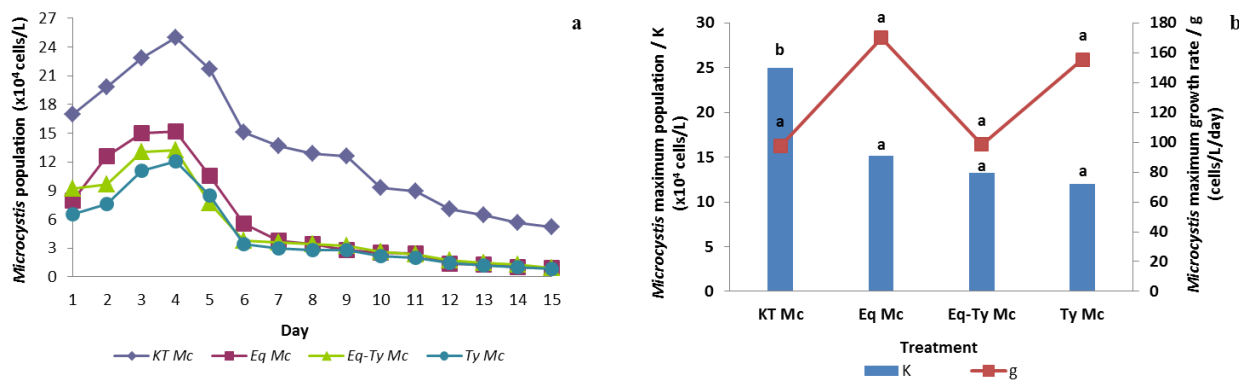 a
Microcystis population (x10⁴ cells/L)
27
24
21
18
15
12
9
6
3
0
1 2 3 4 5 6 7 8 9 10 11 12 13 14 15
Day
KT Mc Eq Mc Eq-Ty Mc Ty Mc
b
Microcystis maximum population / K
(x10⁴ cells/L)
30
25
20
15
10
5
0
b a a a
a a a a
180
160
140
120
100
80
60
40
20
0
Microcystis maximum growth rate / g
(cells/L/day)
KT Mc Eq Mc Eq-Ty Mc Ty Mc
Treatment
K g